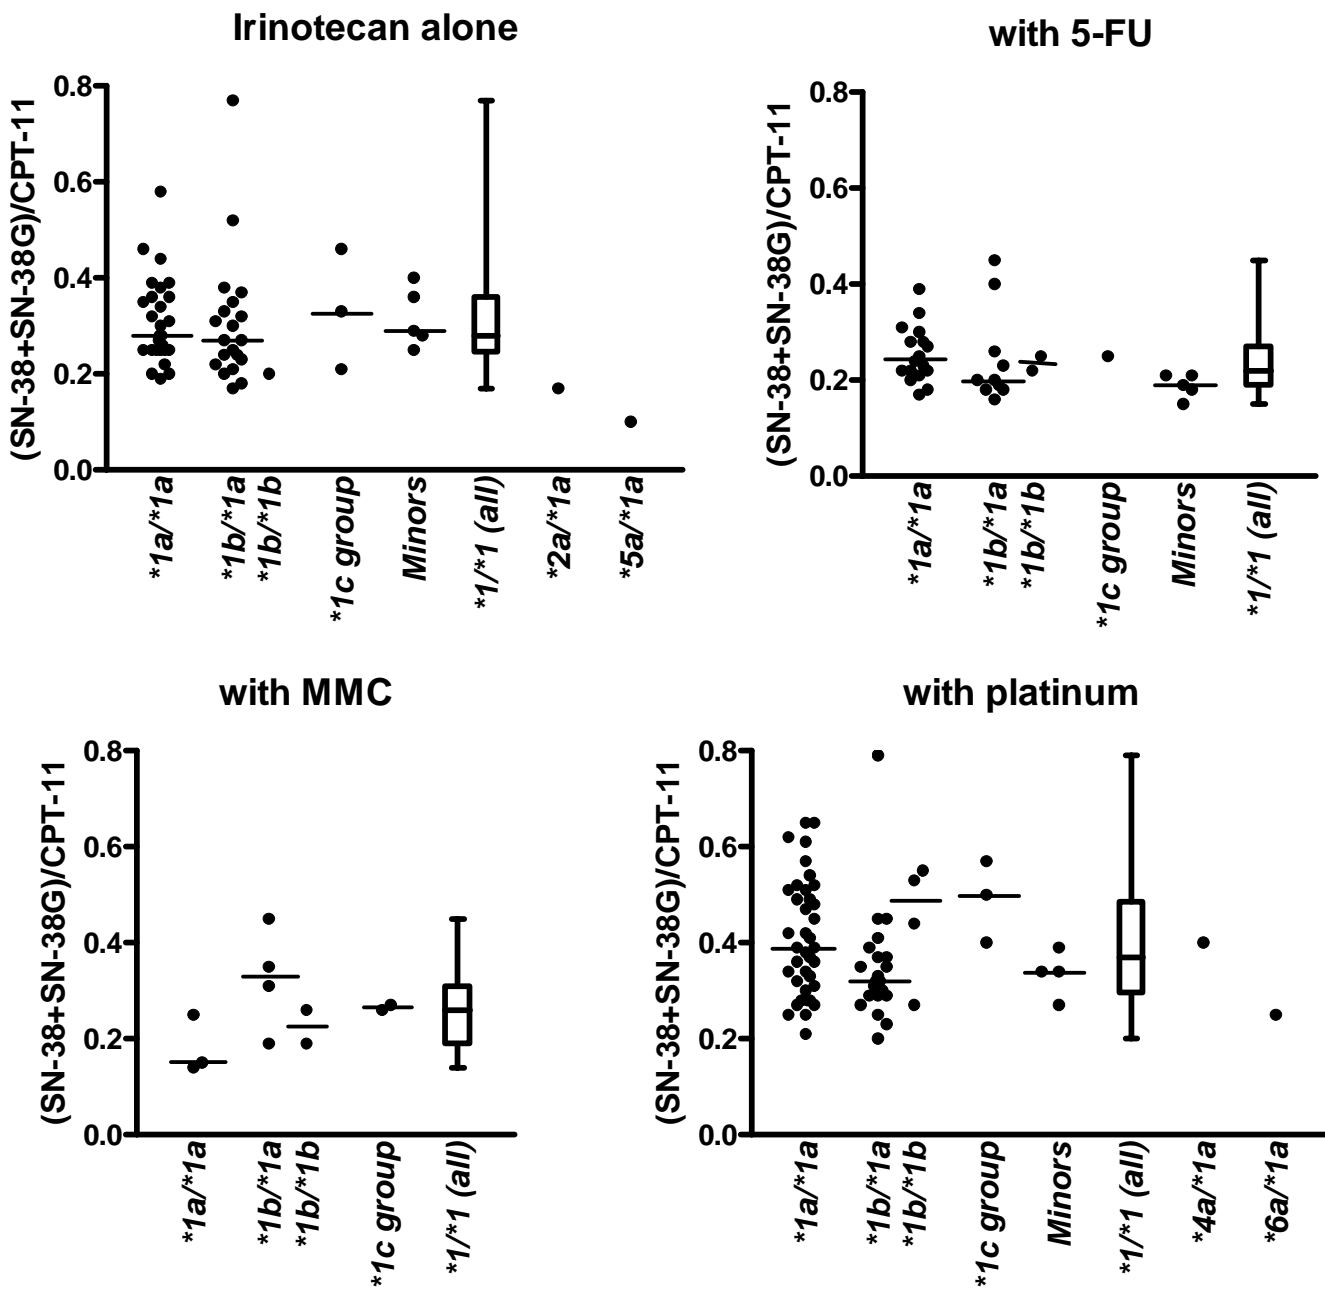 Irinotecan alone
(SN-38+SN-38G)/CPT-11
0.8
0.6
0.4
0.2
0.0
*1a/*1a
*1b/*1a
*1b/*1b
*1c group
Minors
*1/*1 (all)
*2a/*1a
*5a/*1a
with 5-FU
(SN-38+SN-38G)/CPT-11
0.8
0.6
0.4
0.2
0.0
*1a/*1a
*1b/*1a
*1b/*1b
*1c group
Minors
*1/*1 (all)
with MMC
(SN-38+SN-38G)/CPT-11
0.8
0.6
0.4
0.2
0.0
*1a/*1a
*1b/*1a
*1b/*1b
*1c group
*1/*1 (all)
with platinum
(SN-38+SN-38G)/CPT-11
0.8
0.6
0.4
0.2
0.0
*1a/*1a
*1b/*1a
*1b/*1b
*1c group
Minors
*1/*1 (all)
*4a/*1a
*6a/*1a